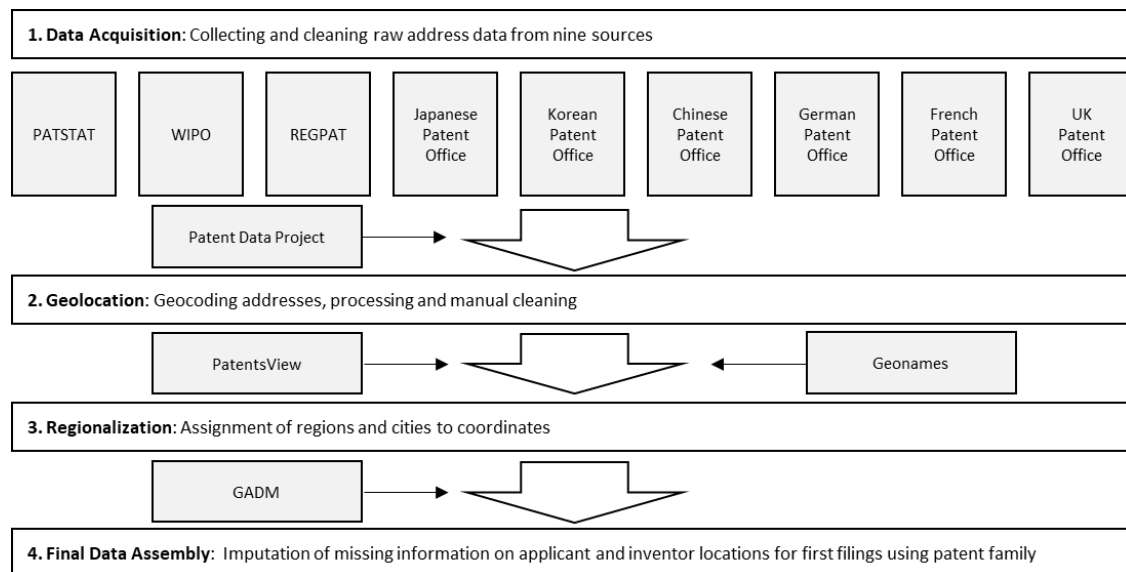 1. Data Acquisition: Collecting and cleaning raw address data from nine sources
PATSTAT
WIPO
REGPAT
Japanese
Patent
Office
Korean
Patent
Office
Chinese
Patent
Office
German
Patent
Office
French
Patent
Office
UK
Patent
Office
Patent Data Project
2. Geolocation: Geocoding addresses, processing and manual cleaning
PatentsView
Geonames
3. Regionalization: Assignment of regions and cities to coordinates
GADM
4. Final Data Assembly: Imputation of missing information on applicant and inventor locations for first filings using patent family